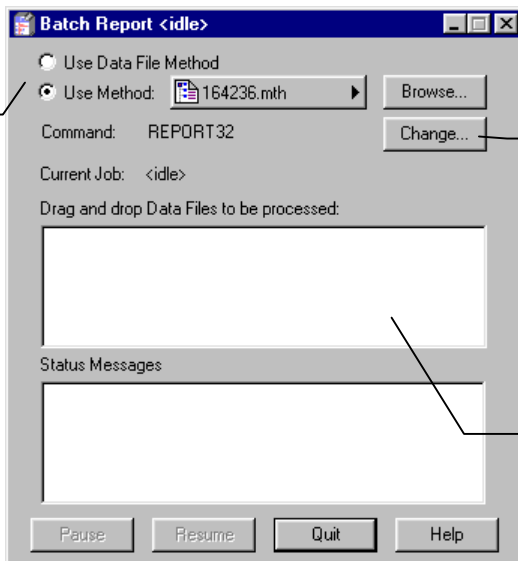 Batch Report <idle>
Use Data File Method
Use Method: 164236.mth Browse...
Command: REPORT32 Change...
Current Job: <idle>
Drag and drop Data Files to be processed:
Status Messages
Pause Resume Quit Help